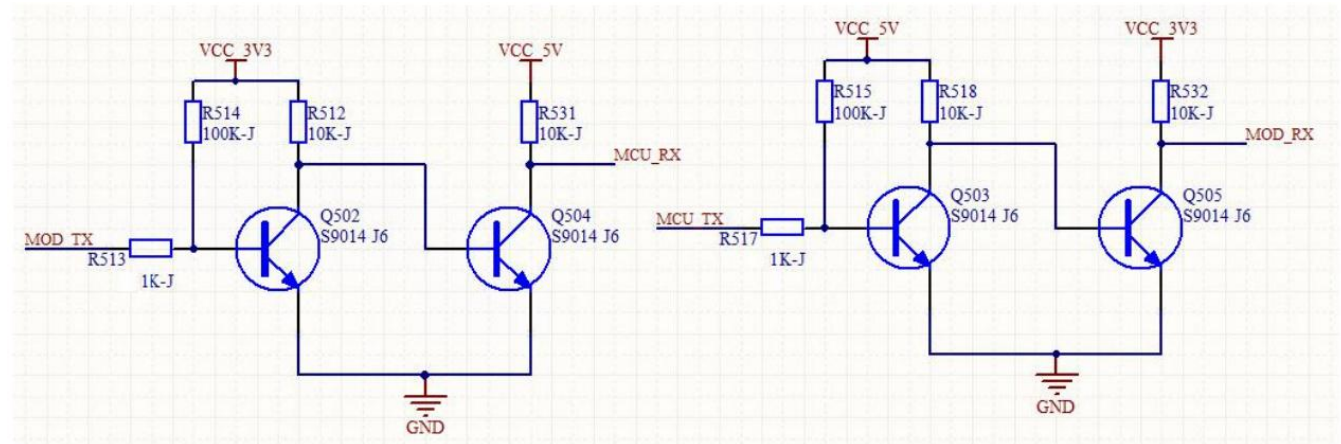 VCC_3V3
R514
100K-J
R512
10K-J
VCC_5V
R531
10K-J
MCU_RX
MOD_TX
R513
1K-J
Q502
S9014 J6
Q504
S9014 J6
GND
VCC_5V
R515
100K-J
R518
10K-J
VCC_3V3
R532
10K-J
MOD_RX
MCU_TX
R517
1K-J
Q503
S9014 J6
Q505
S9014 J6
GND